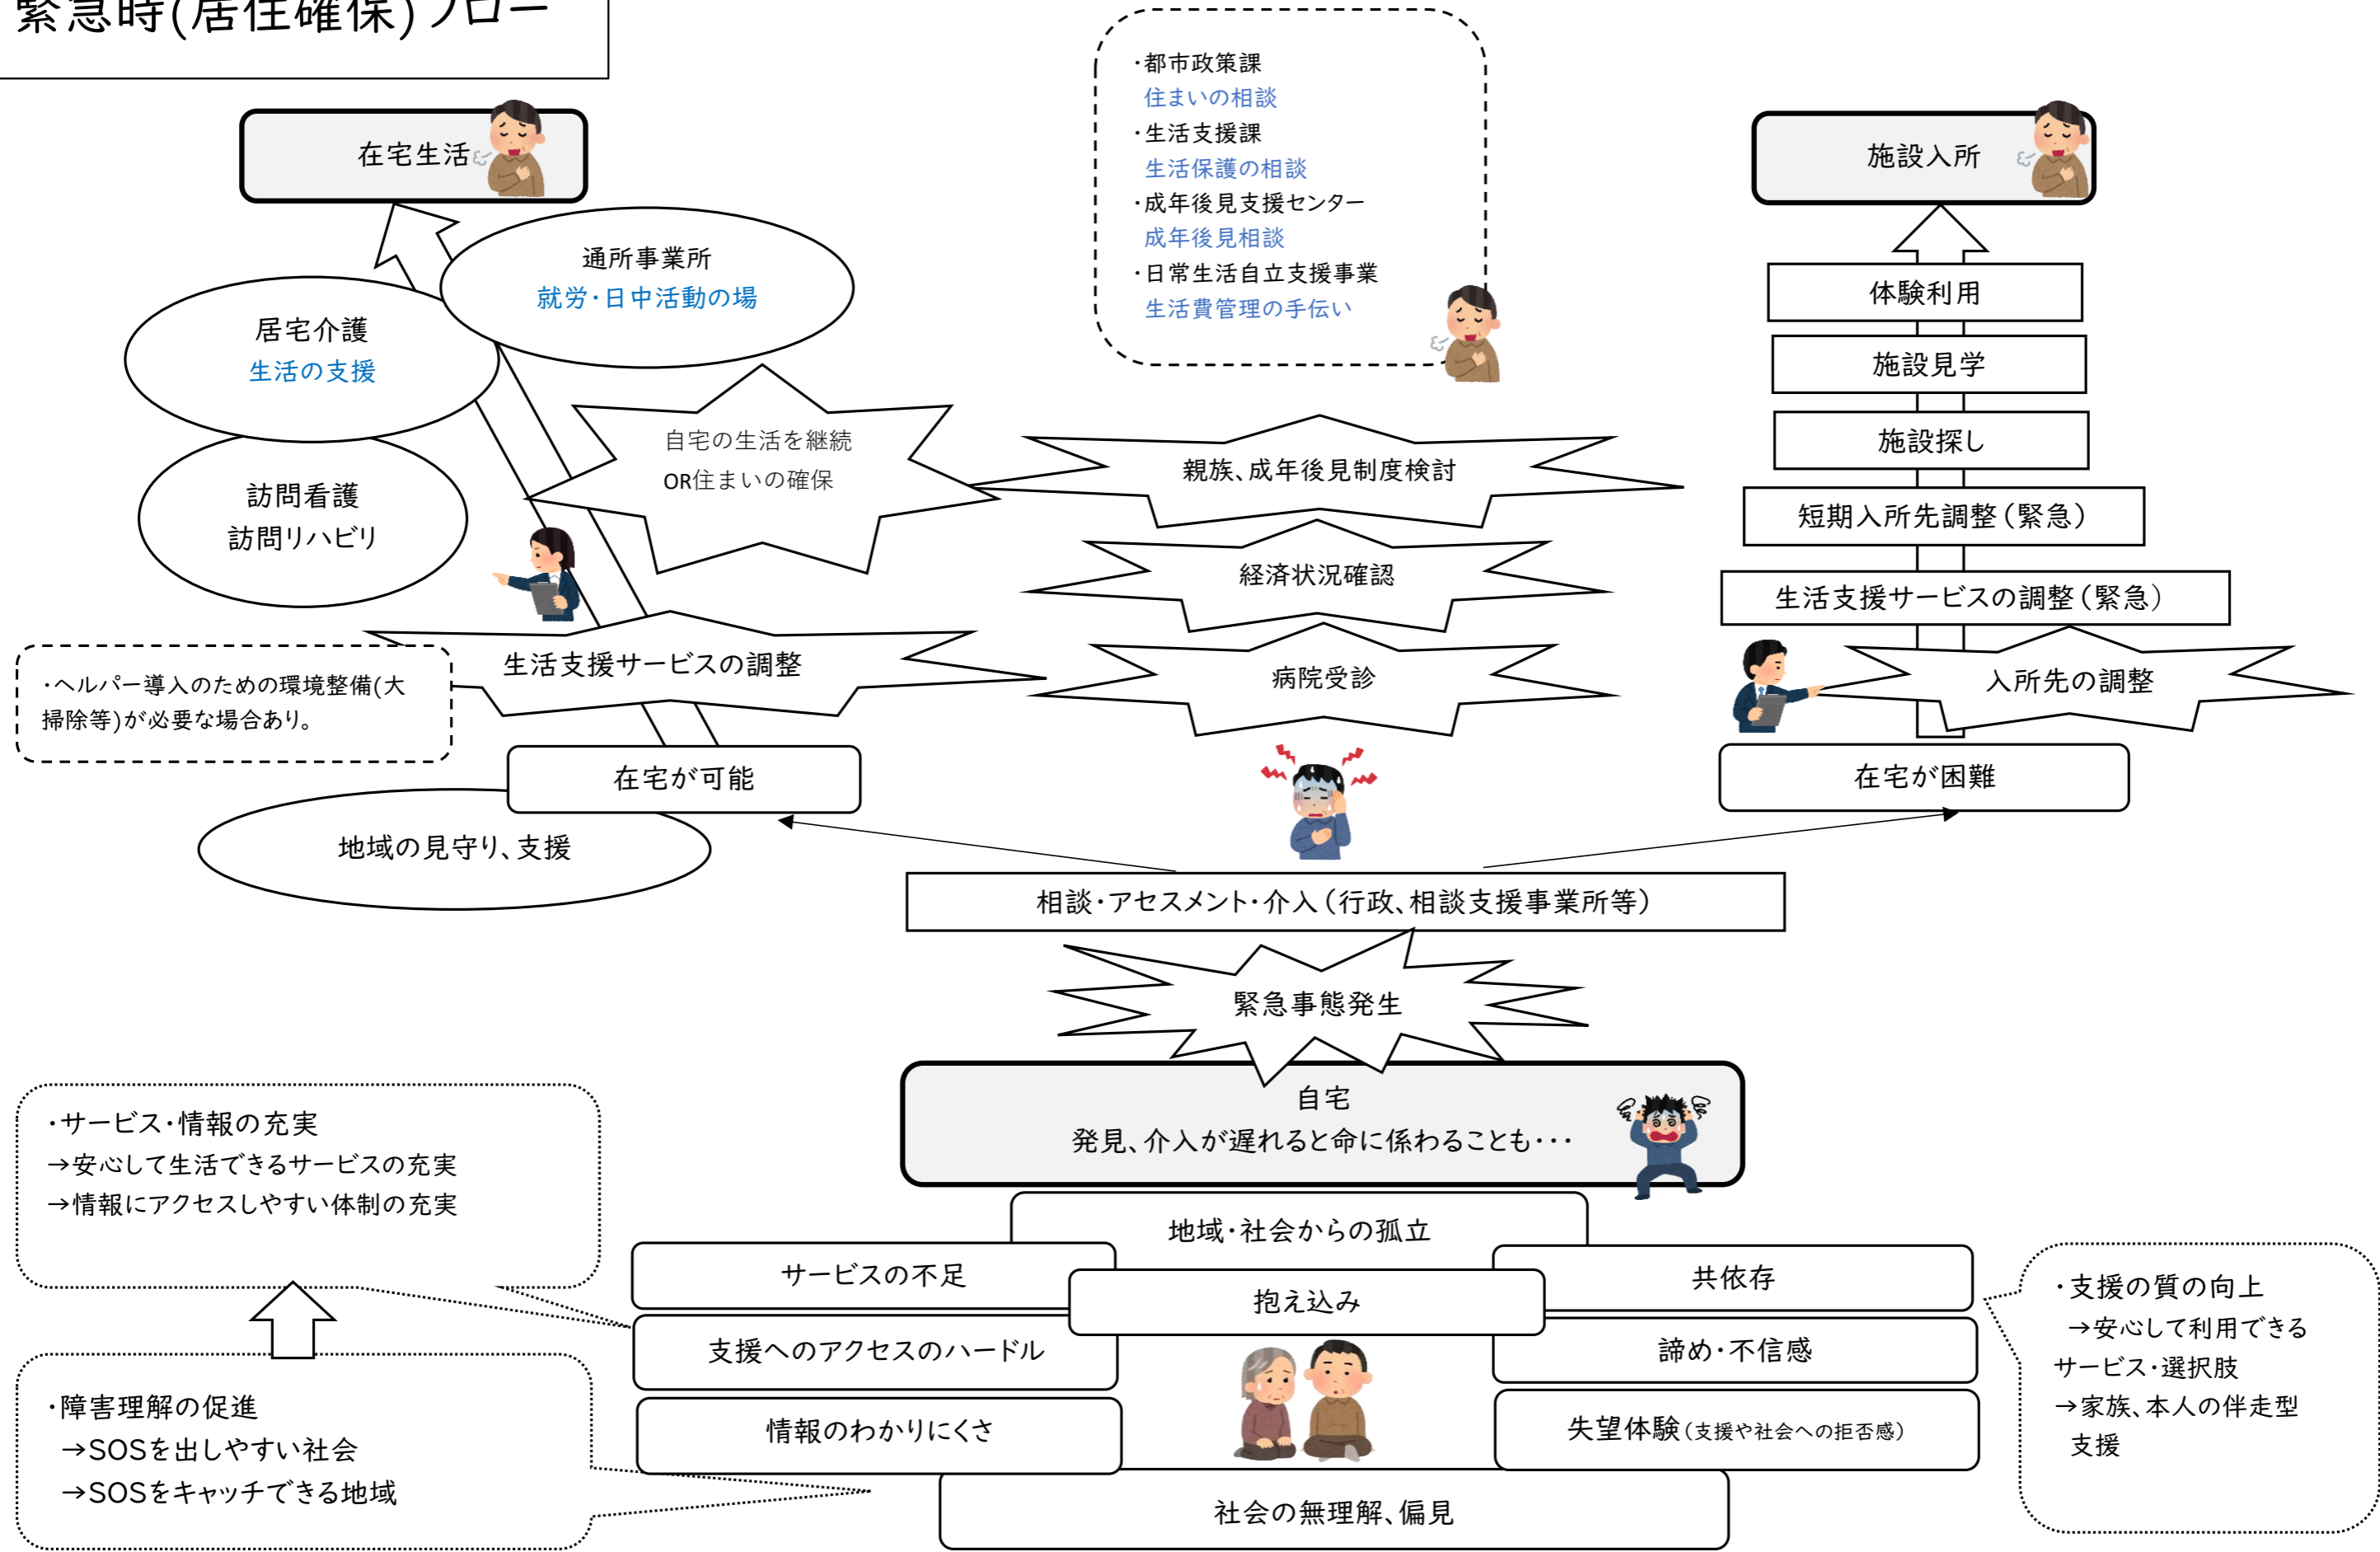 緊急時(居住確保)フロー
在宅生活
・都市政策課
住まいの相談
・生活支援課
生活保護の相談
・成年後見支援センター
成年後見相談
・日常生活自立支援事業
生活費管理の手伝い
施設入所
通所事業所
就労・日中活動の場
居宅介護
生活の支援
訪問看護
訪問リハビリ
自宅の生活を継続
OR住まいの確保
親族、成年後見制度検討
経済状況確認
病院受診
体験利用
施設見学
施設探し
短期入所先調整(緊急)
生活支援サービスの調整(緊急)
入所先の調整
生活支援サービスの調整
・ヘルパー導入のための環境整備(大
掃除等)が必要な場合あり。
在宅が可能
在宅が困難
地域の見守り、支援
相談・アセスメント・介入(行政、相談支援事業所等)
緊急事態発生
自宅
発見、介入が遅れると命に係わることも・・・
・サービス・情報の充実
→安心して生活できるサービスの充実
→情報にアクセスしやすい体制の充実
地域・社会からの孤立
サービスの不足
抱え込み
共依存
支援へのアクセスのハードル
諦め・不信感
情報のわかりにくさ
失望体験(支援や社会への拒否感)
社会の無理解、偏見
・障害理解の促進
→SOSを出しやすい社会
→SOSをキャッチできる地域
・支援の質の向上
→安心して利用できる
サービス・選択肢
→家族、本人の伴走型
支援